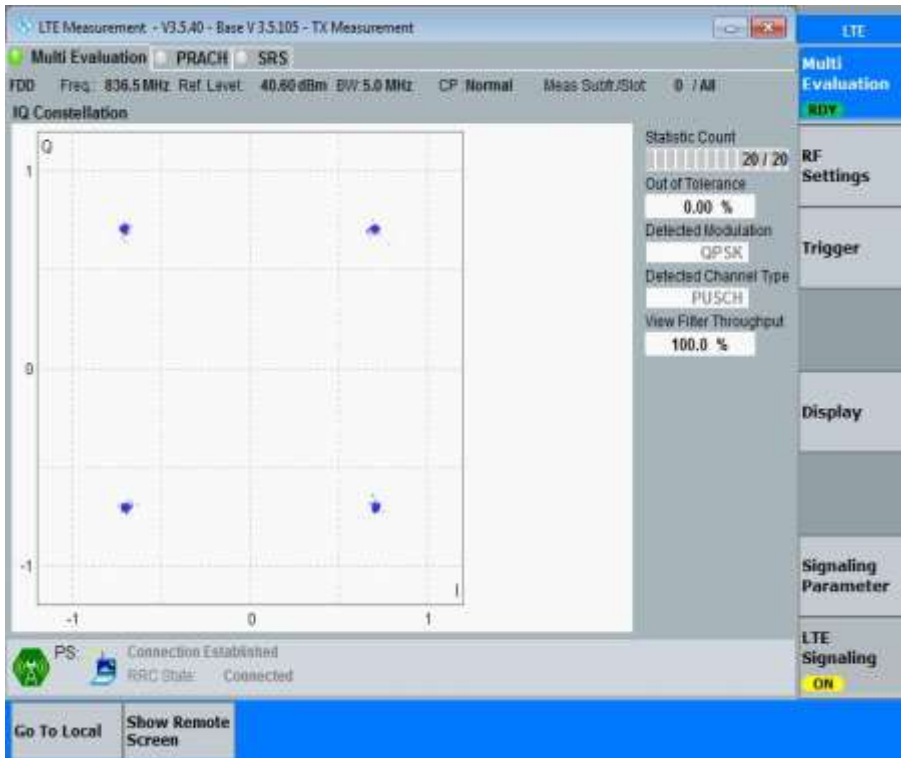 LTE Measurement - V3.5.40 - Base V 3.5.105 - TX Measurement
Multi Evaluation PRACH SRS
FDD Freq.: 836.5 MHz Ref. Level: 40.60 dBm BW: 5.0 MHz CP: Normal Meas Subfr./Slot: 0 / All
IQ Constellation
Q
1
0
-1
-1
0
1
I
Statistic Count
20 / 20
Out of Tolerance
0.00 %
Detected Modulation
QPSK
Detected Channel Type
PUSCH
View Filter Throughput
100.0 %
PS:
Connection Established
RRC State: Connected
LTE
Multi
Evaluation
RDY
RF
Settings
Trigger
Display
Signaling
Parameter
LTE
Signaling
ON
Go To Local
Show Remote
Screen